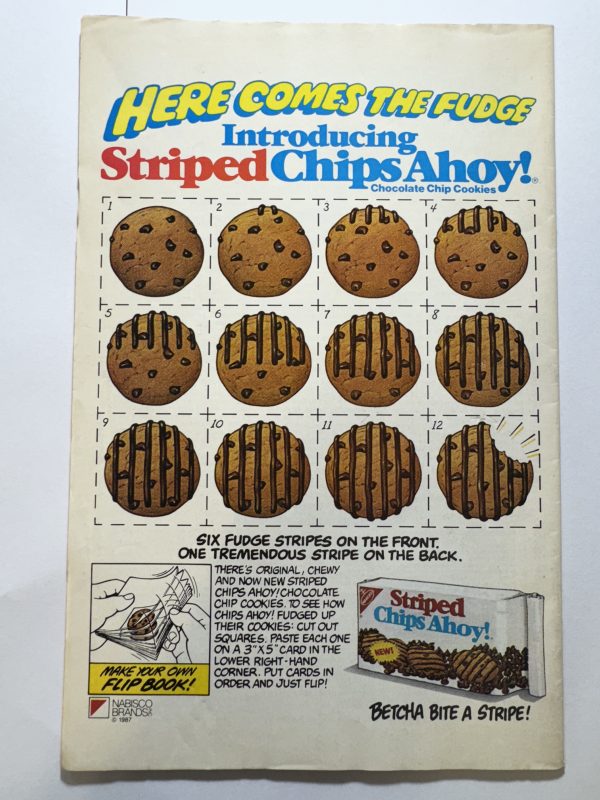 HERE COMES THE FUDGE
Introducing
Striped Chips Ahoy!®
Chocolate Chip Cookies
1
2
3
4
5
6
7
8
9
10
11
12
SIX FUDGE STRIPES ON THE FRONT.
ONE TREMENDOUS STRIPE ON THE BACK.
THERE'S ORIGINAL, CHEWY
AND NOW NEW STRIPED
CHIPS AHOY! CHOCOLATE
CHIP COOKIES. TO SEE HOW
CHIPS AHOY! FUDGED UP
THEIR COOKIES: CUT OUT
SQUARES. PASTE EACH ONE
ON A 3"X5" CARD IN THE
LOWER RIGHT-HAND
CORNER. PUT CARDS IN
ORDER AND JUST FLIP!
MAKE YOUR OWN
FLIP BOOK!
NABISCO
BRANDS
© 1987
Striped
Chips Ahoy!
NEW!
BETCHA BITE A STRIPE!